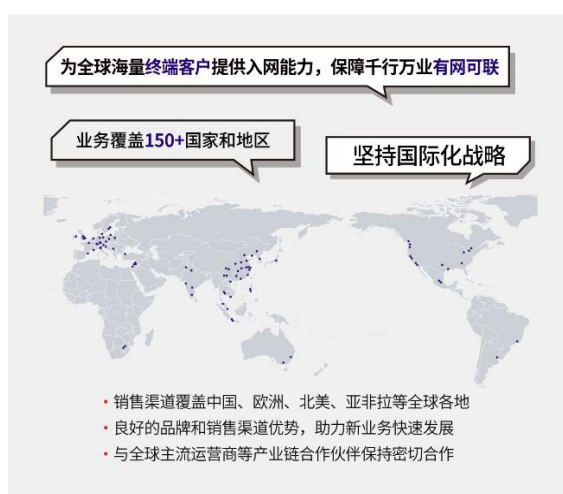 为全球海量终端客户提供入网能力，保障千行万业有网可联
业务覆盖150+国家和地区
坚持国际化战略
• 销售渠道覆盖中国、欧洲、北美、亚非拉等全球各地
• 良好的品牌和销售渠道优势，助力新业务快速发展
• 与全球主流运营商等产业链合作伙伴保持密切合作